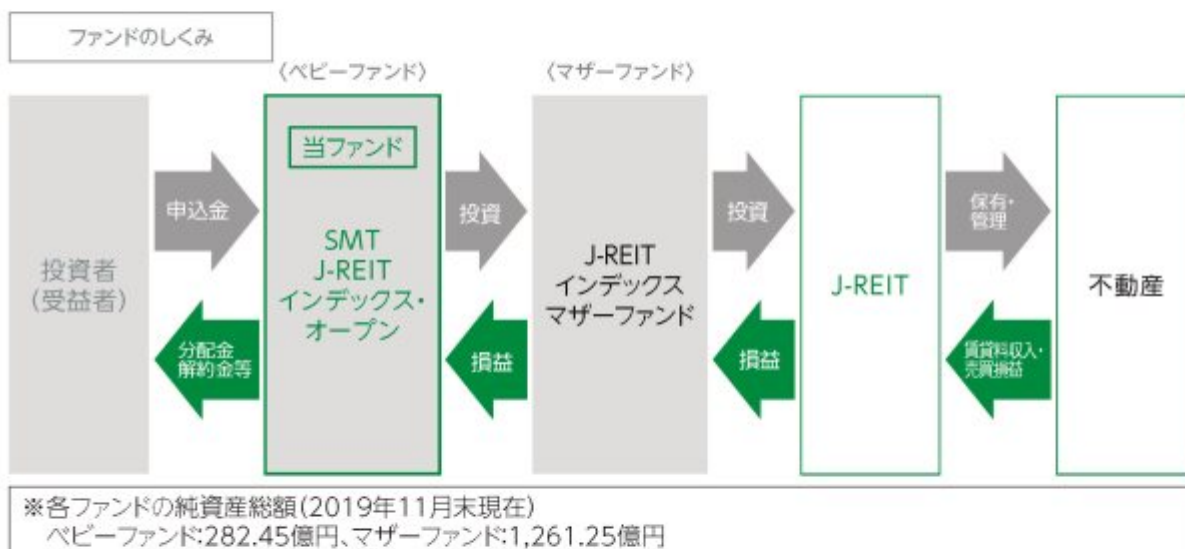 ファンドのしくみ
〈ベビーファンド〉
〈マザーファンド〉
投資者
(受益者)
申込金
分配金
解約金等
当ファンド
SMT
J-REIT
インデックス・
オープン
投資
損益
J-REIT
インデックス
マザーファンド
投資
損益
J-REIT
保有・
管理
賃貸料収入・
売買損益
不動産
※各ファンドの純資産総額(2019年11月末現在)
ベビーファンド:282.45億円、マザーファンド:1,261.25億円